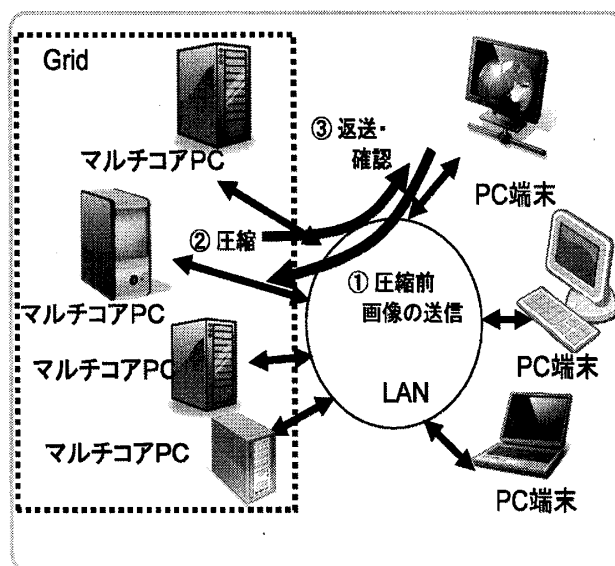 Grid
マルチコアPC
③ 返送・
確認
PC端末
② 圧縮
マルチコアPC
① 圧縮前
画像の送信
PC端末
マルチコアPC
LAN
マルチコアPC
PC端末